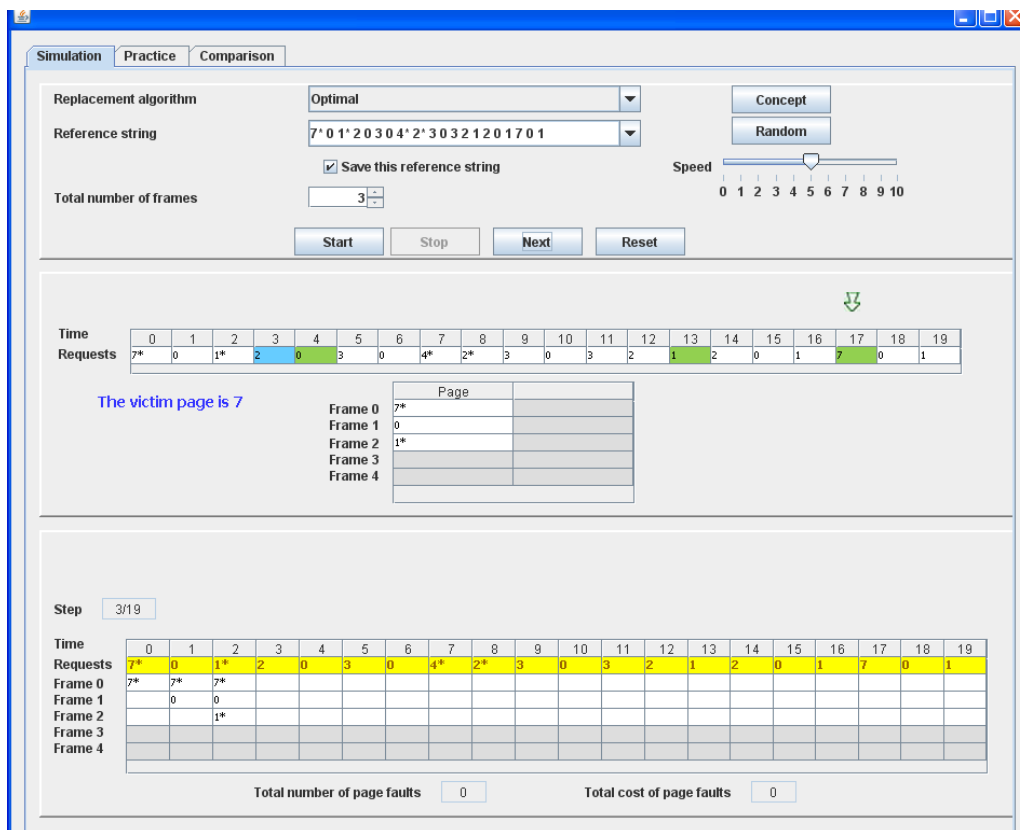 Simulation Practice Comparison
Replacement algorithm Optimal Concept
Reference string 7* 0 1* 2 0 3 0 4* 2* 3 0 3 2 1 2 0 1 7 0 1 Random
Save this reference string Speed
0 1 2 3 4 5 6 7 8 9 10
Total number of frames 3
Start Stop Next Reset
Time 0 1 2 3 4 5 6 7 8 9 10 11 12 13 14 15 16 17 18 19
Requests 7* 0 1* 2 0 3 0 4* 2* 3 0 3 2 1 2 0 1 7 0 1
The victim page is 7
Page
Frame 0 7*
Frame 1 0
Frame 2 1*
Frame 3
Frame 4
Step 3/19
Time 0 1 2 3 4 5 6 7 8 9 10 11 12 13 14 15 16 17 18 19
Requests 7* 0 1* 2 0 3 0 4* 2* 3 0 3 2 1 2 0 1 7 0 1
Frame 0 7* 7* 7*
Frame 1 0 0
Frame 2 1*
Frame 3
Frame 4
Total number of page faults 0 Total cost of page faults 0